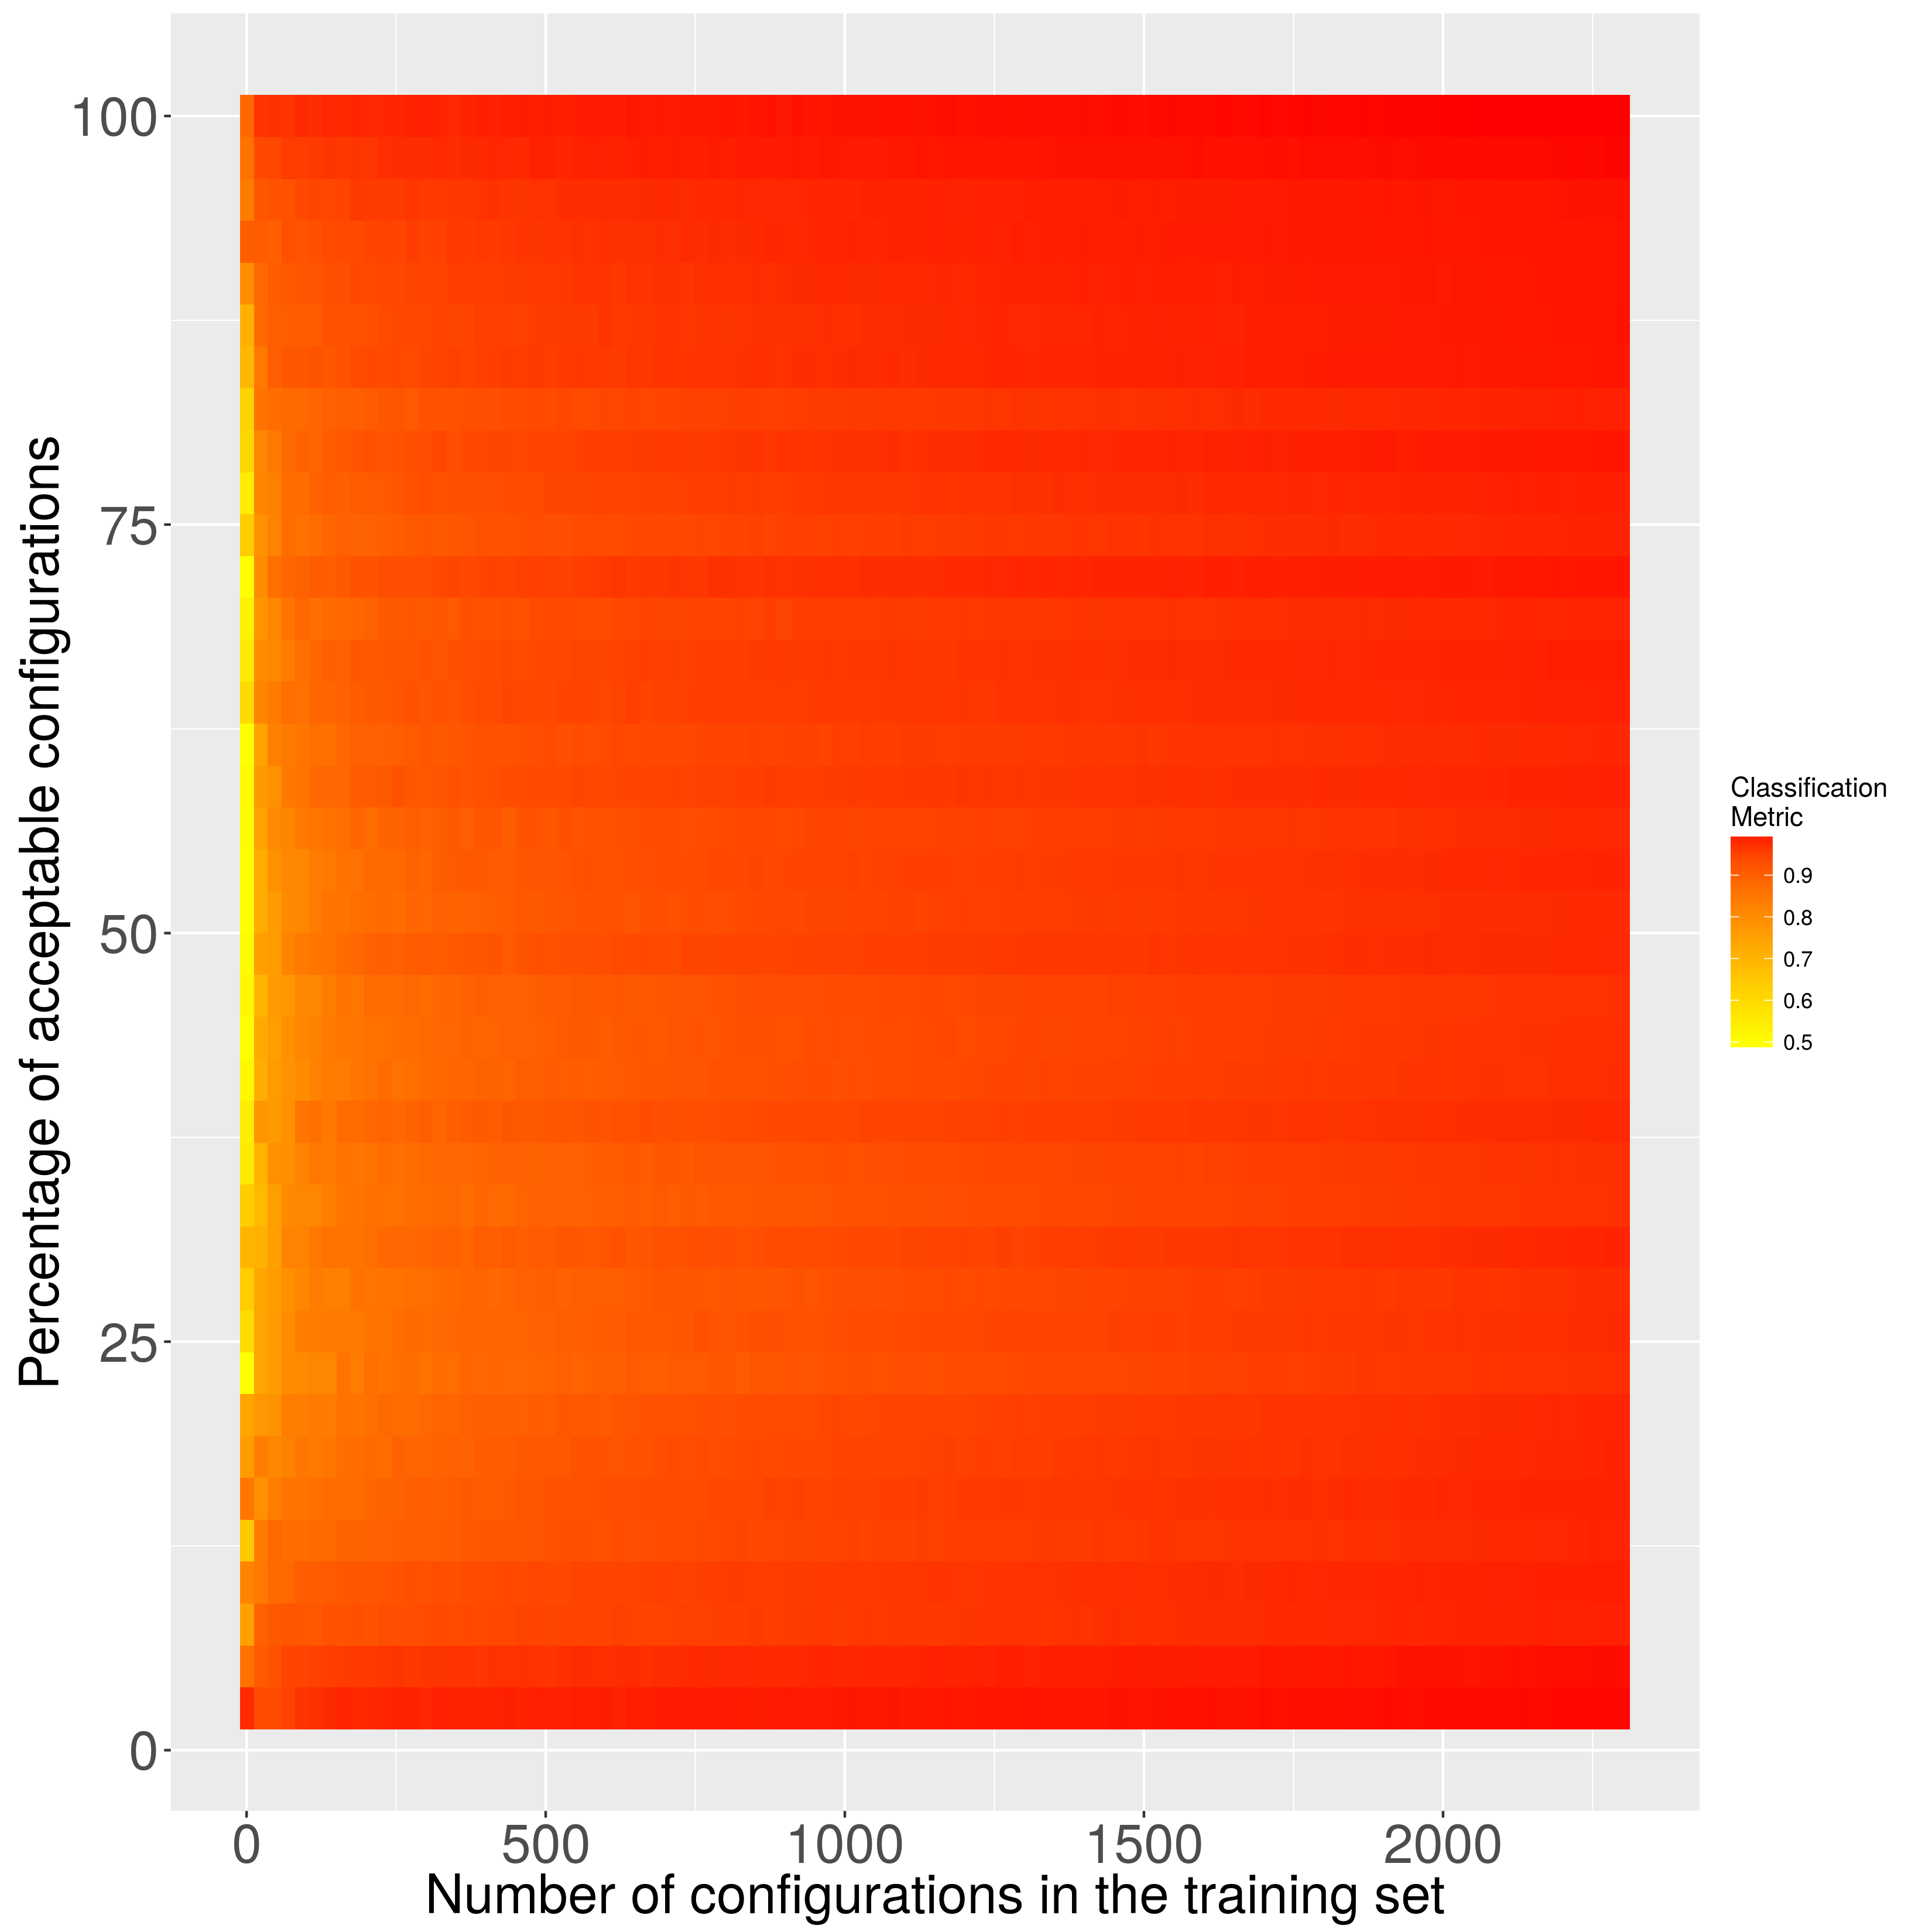 100
75
50
25
0
Percentage of acceptable configurations
0 500 1000 1500 2000
Number of configurations in the training set
Classification
Metric
0.9
0.8
0.7
0.6
0.5